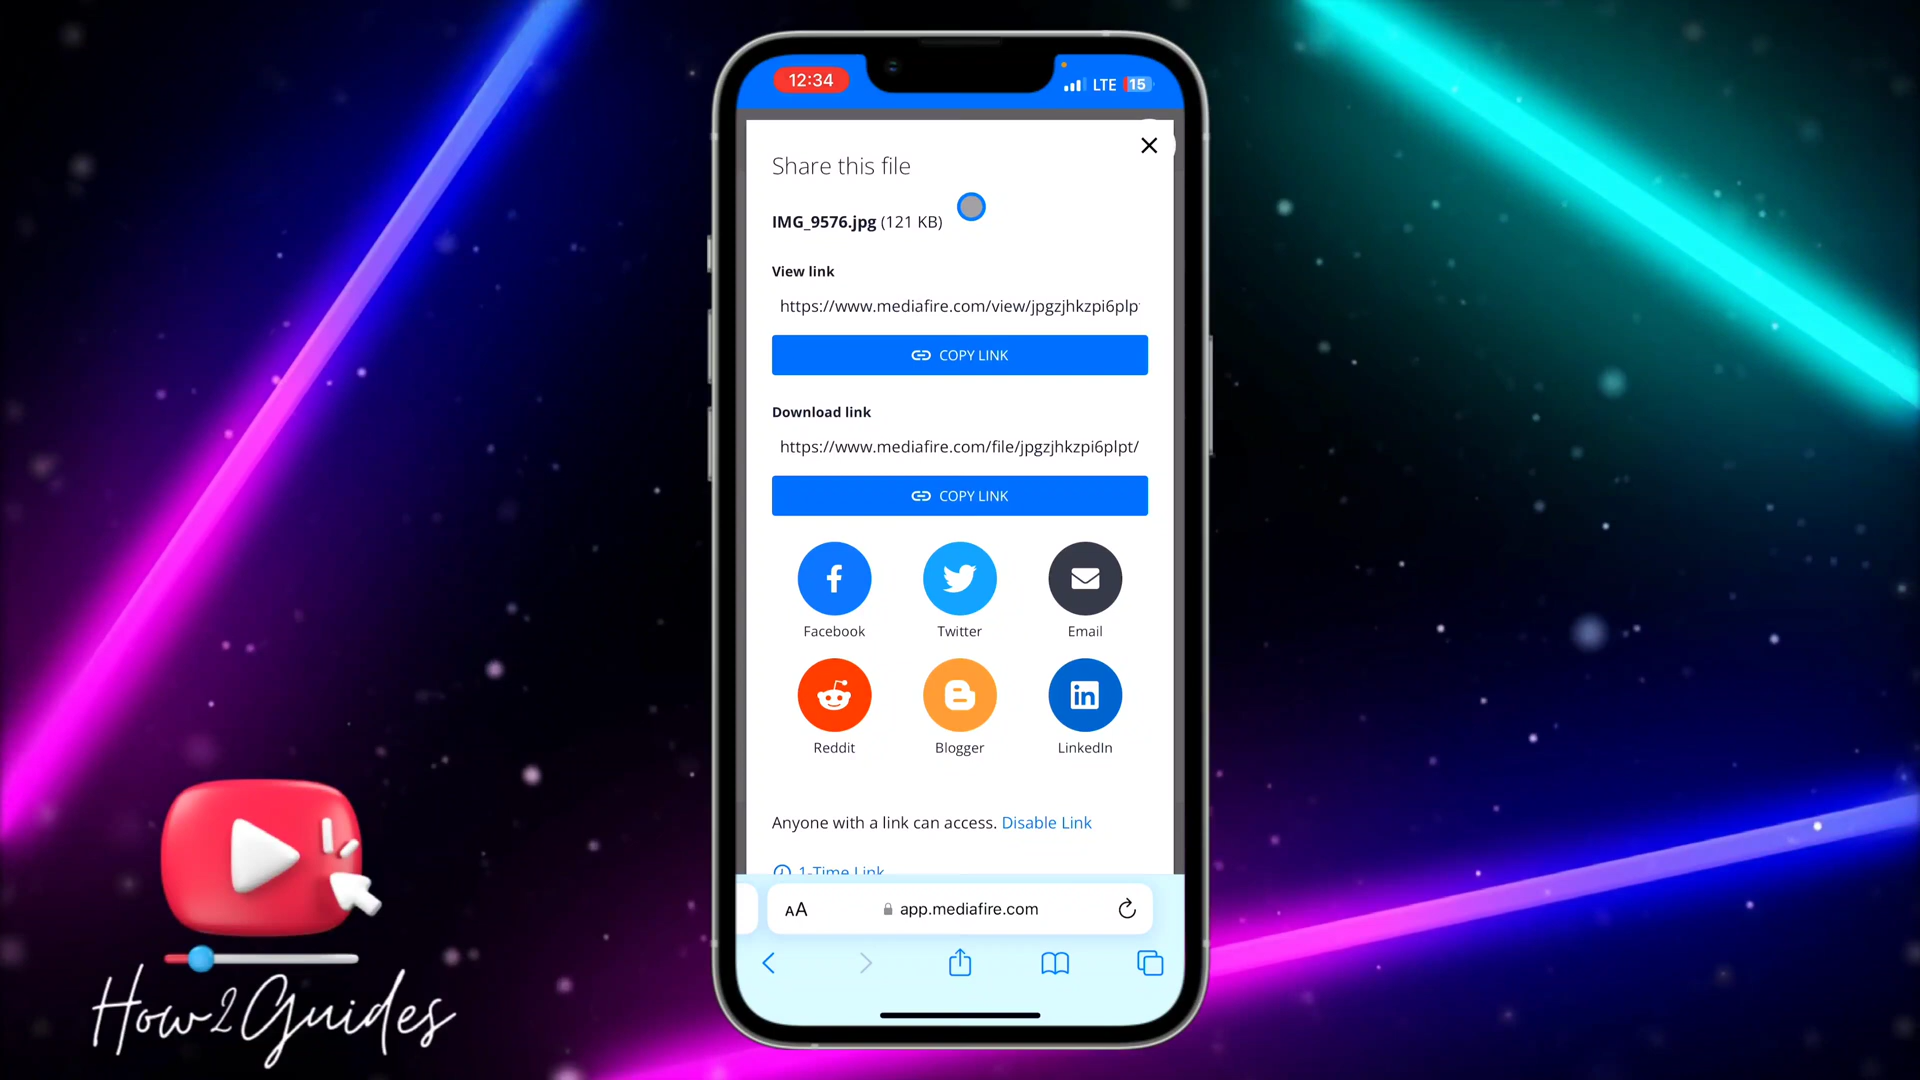 12:34
LTE 15
Share this file
IMG_9576.jpg (121 KB)
View link
https://www.mediafire.com/view/jpgzjhkzpi6plp
COPY LINK
Download link
https://www.mediafire.com/file/jpgzjhkzpi6plpt/
COPY LINK
Facebook Twitter Email
Reddit Blogger LinkedIn
Anyone with a link can access. Disable Link
1-Time Link
AA app.mediafire.com
How2Guides